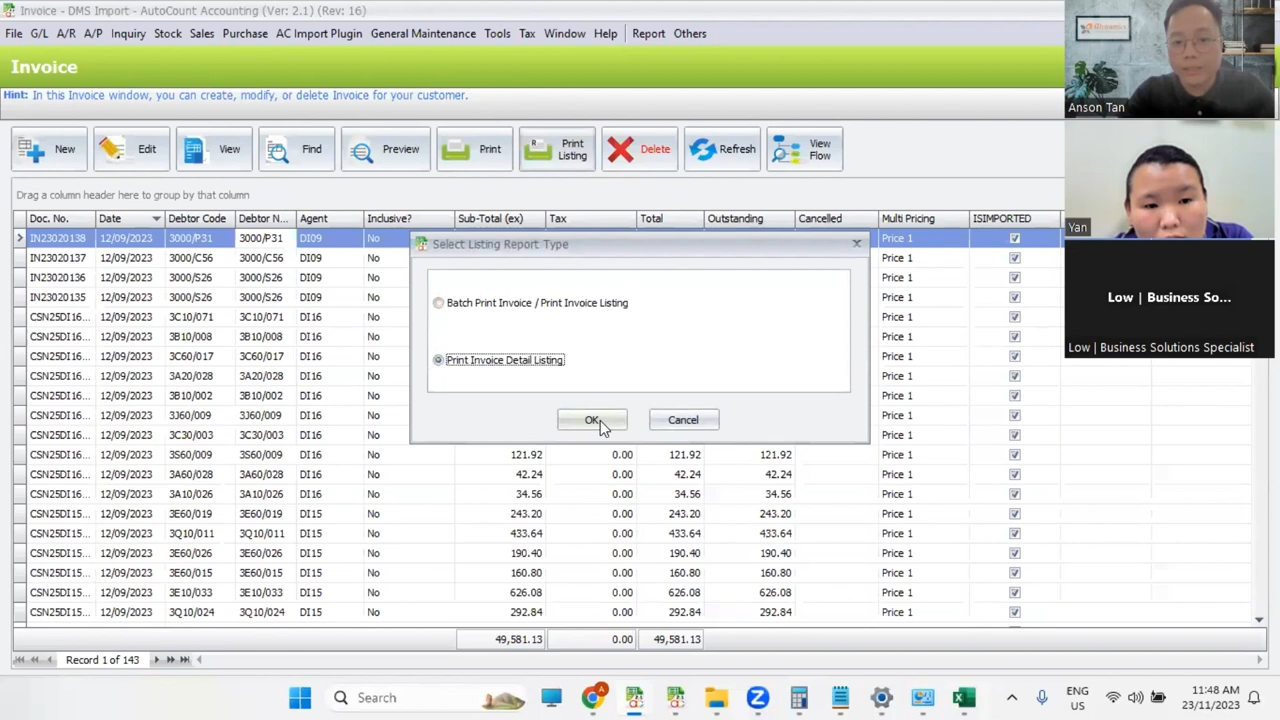 Invoice - DMS Import - AutoCount Accounting (Ver: 2.1) (Rev: 16)
File G/L A/R A/P Inquiry Stock Sales Purchase AC Import Plugin General Maintenance Tools Tax Window Help Report Others
Invoice
Hint: In this Invoice window, you can create, modify, or delete Invoice for your customer.
New Edit View Find Preview Print Print Listing Delete Refresh View Flow
Drag a column header here to group by that column
Doc. No. Date Debtor Code Debtor N... Agent Inclusive? Sub-Total (ex) Tax Total Outstanding Cancelled Multi Pricing ISIMPORTED
IN23020138 12/09/2023 3000/P31 3000/P31 DI09 No Price 1
IN23020137 12/09/2023 3000/C56 3000/C56 DI09 No Price 1
IN23020136 12/09/2023 3000/S26 3000/S26 DI09 No Price 1
IN23020135 12/09/2023 3000/S26 3000/S26 DI09 No Price 1
CSN25DI16... 12/09/2023 3C10/071 3C10/071 DI16 No Price 1
CSN25DI16... 12/09/2023 3B10/008 3B10/008 DI16 No Price 1
CSN25DI16... 12/09/2023 3C60/017 3C60/017 DI16 No Price 1
CSN25DI16... 12/09/2023 3A20/028 3A20/028 DI16 No Price 1
CSN25DI16... 12/09/2023 3B10/002 3B10/002 DI16 No Price 1
CSN25DI16... 12/09/2023 3J60/009 3J60/009 DI16 No Price 1
CSN25DI16... 12/09/2023 3C30/003 3C30/003 DI16 No Price 1
CSN25DI16... 12/09/2023 3S60/009 3S60/009 DI16 No 121.92 0.00 121.92 121.92 Price 1
CSN25DI16... 12/09/2023 3A60/028 3A60/028 DI16 No 42.24 0.00 42.24 42.24 Price 1
CSN25DI16... 12/09/2023 3A10/026 3A10/026 DI16 No 34.56 0.00 34.56 34.56 Price 1
CSN25DI15... 12/09/2023 3E60/019 3E60/019 DI15 No 243.20 0.00 243.20 243.20 Price 1
CSN25DI15... 12/09/2023 3Q10/011 3Q10/011 DI15 No 433.64 0.00 433.64 433.64 Price 1
CSN25DI15... 12/09/2023 3E60/026 3E60/026 DI15 No 190.40 0.00 190.40 190.40 Price 1
CSN25DI15... 12/09/2023 3E60/015 3E60/015 DI15 No 160.80 0.00 160.80 160.80 Price 1
CSN25DI15... 12/09/2023 3E10/033 3E10/033 DI15 No 626.08 0.00 626.08 626.08 Price 1
CSN25DI15... 12/09/2023 3Q10/024 3Q10/024 DI15 No 292.84 0.00 292.84 292.84 Price 1
49,581.13 0.00 49,581.13
Record 1 of 143
Select Listing Report Type
Batch Print Invoice / Print Invoice Listing
Print Invoice Detail Listing
OK Cancel
Anson Tan
Yan
Low | Business So...
Low | Business Solutions Specialist
Search
ENG
US
11:48 AM
23/11/2023